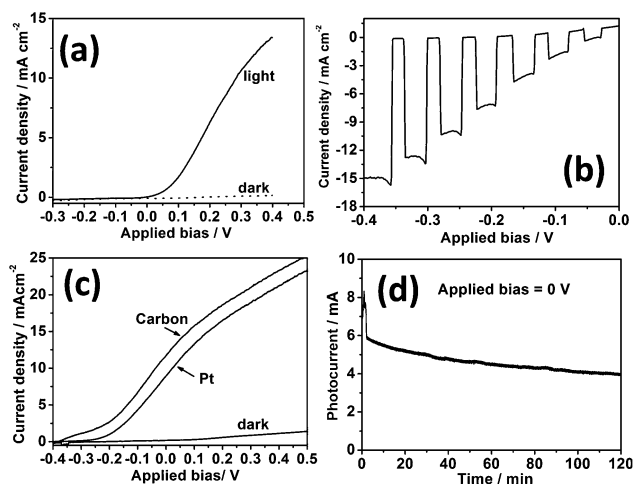 15
10
5
0
Current density / mA cm-2
(a)
light
dark
-0.3 -0.2 -0.1 0.0 0.1 0.2 0.3 0.4 0.5
Applied bias / V
0
-3
-6
-9
-12
-15
-18
Current density / mA cm-2
(b)
-0.4 -0.3 -0.2 -0.1 0.0
Applied bias / V
25
20
15
10
5
0
Current density / mAcm-2
(c)
Carbon
Pt
dark
-0.4 -0.3 -0.2 -0.1 0.0 0.1 0.2 0.3 0.4 0.5
Applied bias/ V
10
8
6
4
2
0
Photocurrent / mA
(d)
Applied bias = 0 V
0 20 40 60 80 100 120
Time / min